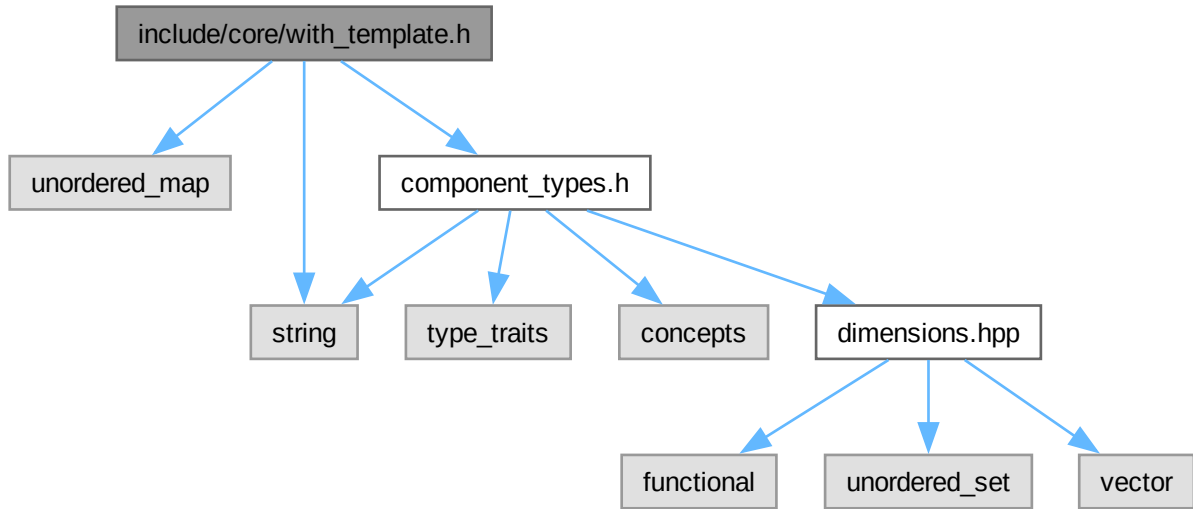 include/core/with_template.h
unordered_map
component_types.h
string
type_traits
concepts
dimensions.hpp
functional
unordered_set
vector